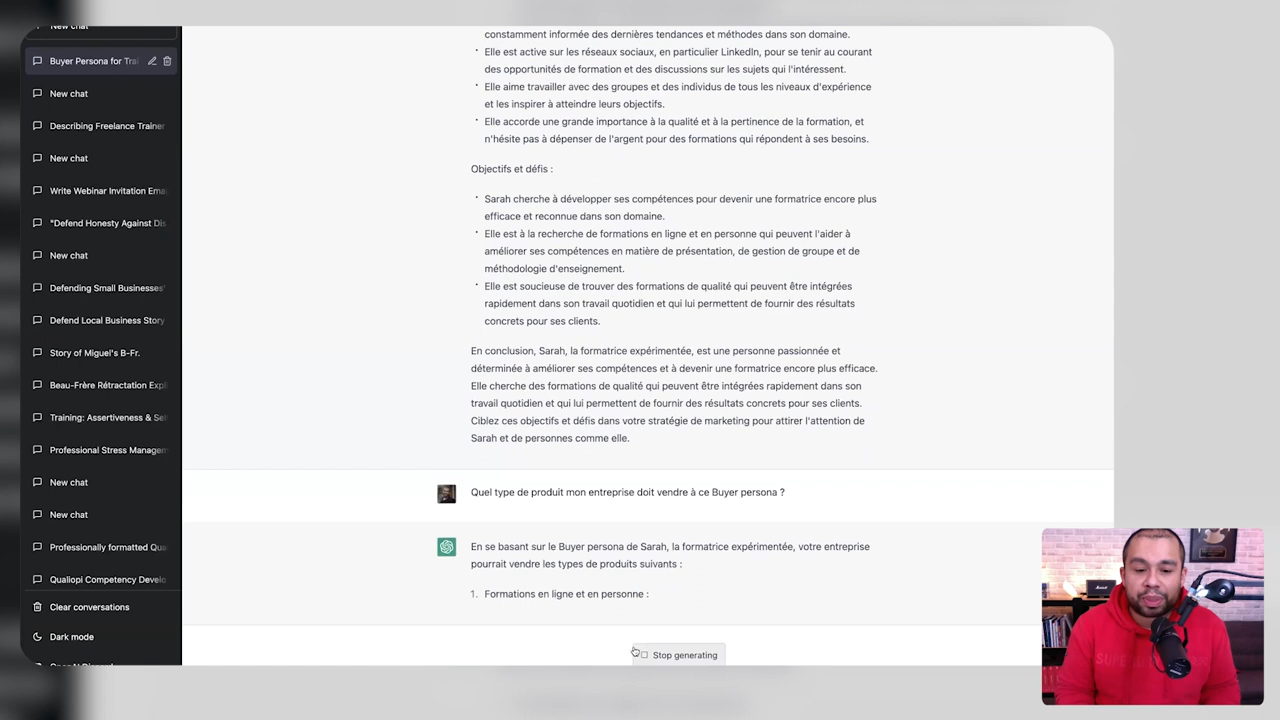 New chat
Buyer Persona for Trai
New chat
Describing Freelance Trainer
New chat
Write Webinar Invitation Emai
"Defend Honesty Against Dis
New chat
Defending Small Businesses'
Defend Local Business Story
Story of Miguel's B-Fr.
Beau-Frère Rétractation Expl
Training: Assertiveness & Sel
Professional Stress Managem
New chat
New chat
Professionally formatted Qua
Qualiopi Competency Develo
Clear conversations
Dark mode
constamment informée des dernières tendances et méthodes dans son domaine.
Elle est active sur les réseaux sociaux, en particulier LinkedIn, pour se tenir au courant
des opportunités de formation et des discussions sur les sujets qui l'intéressent.
Elle aime travailler avec des groupes et des individus de tous les niveaux d'expérience
et les inspirer à atteindre leurs objectifs.
Elle accorde une grande importance à la qualité et à la pertinence de la formation, et
n'hésite pas à dépenser de l'argent pour des formations qui répondent à ses besoins.
Objectifs et défis :
Sarah cherche à développer ses compétences pour devenir une formatrice encore plus
efficace et reconnue dans son domaine.
Elle est à la recherche de formations en ligne et en personne qui peuvent l'aider à
améliorer ses compétences en matière de présentation, de gestion de groupe et de
méthodologie d'enseignement.
Elle est soucieuse de trouver des formations de qualité qui peuvent être intégrées
rapidement dans son travail quotidien et qui lui permettent de fournir des résultats
concrets pour ses clients.
En conclusion, Sarah, la formatrice expérimentée, est une personne passionnée et
déterminée à améliorer ses compétences et à devenir une formatrice encore plus efficace.
Elle cherche des formations de qualité qui peuvent être intégrées rapidement dans son
travail quotidien et qui lui permettent de fournir des résultats concrets pour ses clients.
Ciblez ces objectifs et défis dans votre stratégie de marketing pour attirer l'attention de
Sarah et de personnes comme elle.
Quel type de produit mon entreprise doit vendre à ce Buyer persona ?
En se basant sur le Buyer persona de Sarah, la formatrice expérimentée, votre entreprise
pourrait vendre les types de produits suivants :
1. Formations en ligne et en personne :
Stop generating